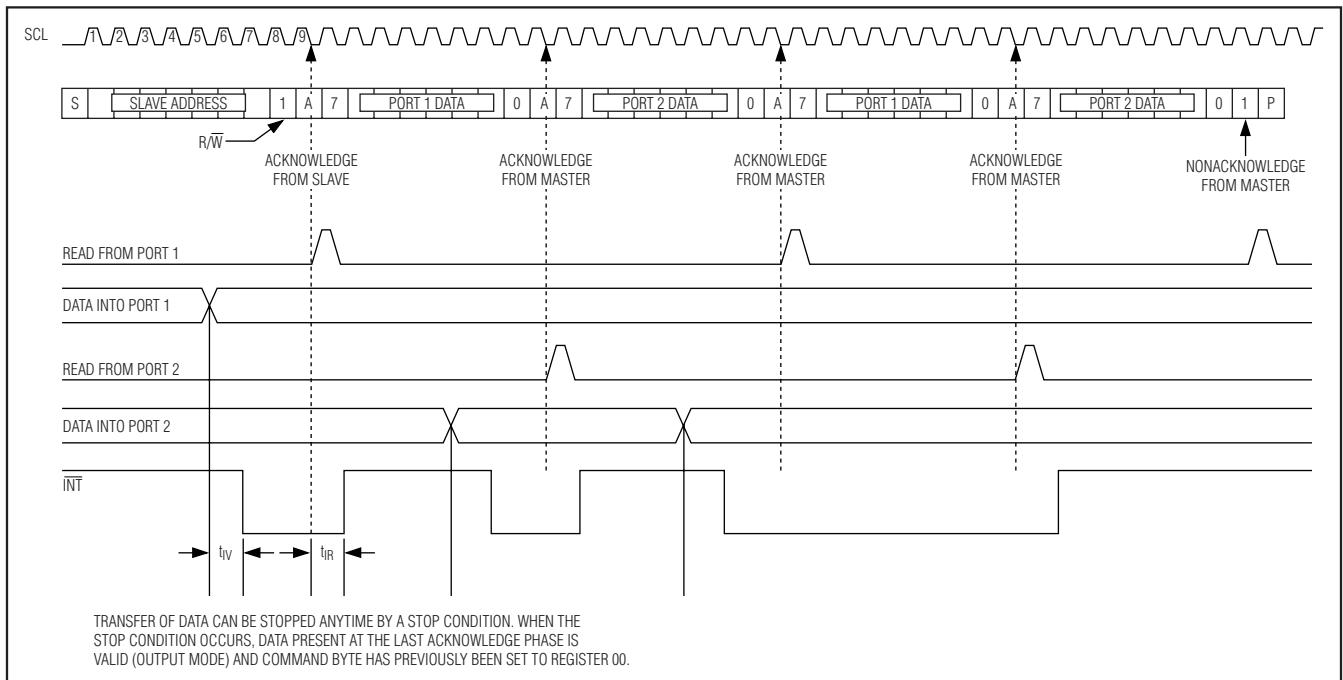 SCL 1 2 3 4 5 6 7 8 9
S SLAVE ADDRESS 1 A 7 PORT 1 DATA 0 A 7 PORT 2 DATA 0 A 7 PORT 1 DATA 0 A 7 PORT 2 DATA 0 1 P
R/W̅
ACKNOWLEDGE
FROM SLAVE
ACKNOWLEDGE
FROM MASTER
ACKNOWLEDGE
FROM MASTER
ACKNOWLEDGE
FROM MASTER
NONACKNOWLEDGE
FROM MASTER
READ FROM PORT 1
DATA INTO PORT 1
READ FROM PORT 2
DATA INTO PORT 2
I̅N̅T̅
tIV tIR
TRANSFER OF DATA CAN BE STOPPED ANYTIME BY A STOP CONDITION. WHEN THE
STOP CONDITION OCCURS, DATA PRESENT AT THE LAST ACKNOWLEDGE PHASE IS
VALID (OUTPUT MODE) AND COMMAND BYTE HAS PREVIOUSLY BEEN SET TO REGISTER 00.